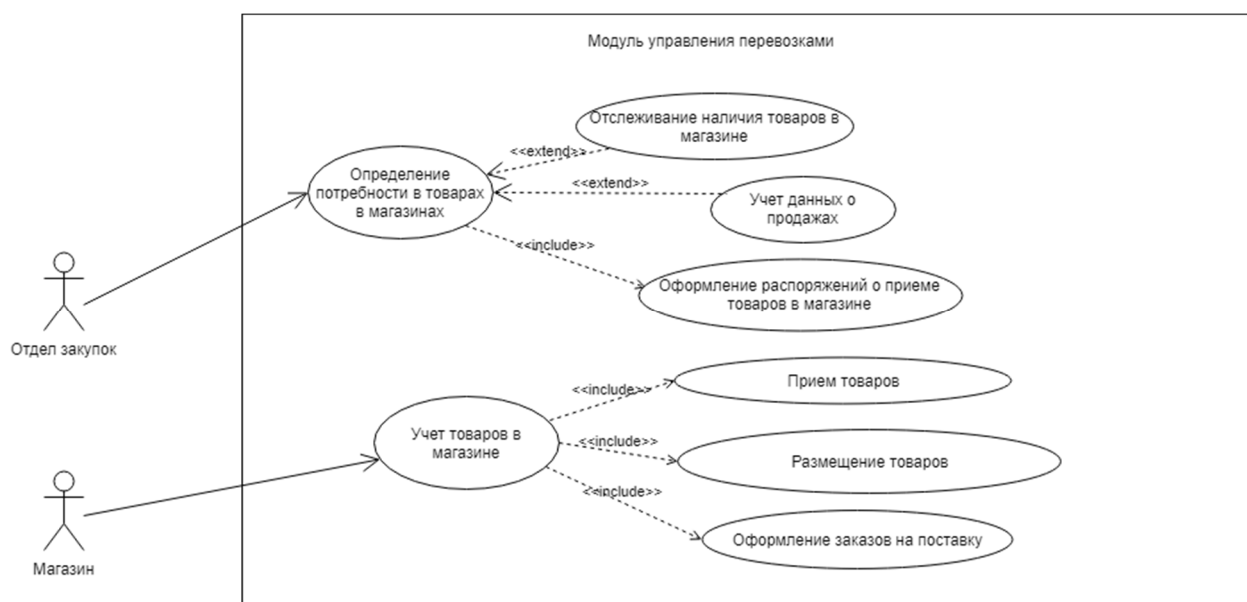 Модуль управления перевозками
Отслеживание наличия товаров в
магазине
<<extend>>
Определение
потребности в товарах
в магазинах
<<extend>>
Учет данных о
продажах
<<include>>
Оформление распоряжений о приеме
товаров в магазине
Отдел закупок
<<include>>
Прием товаров
Учет товаров в
магазине
<<include>>
Размещение товаров
<<include>>
Оформление заказов на поставку
Магазин